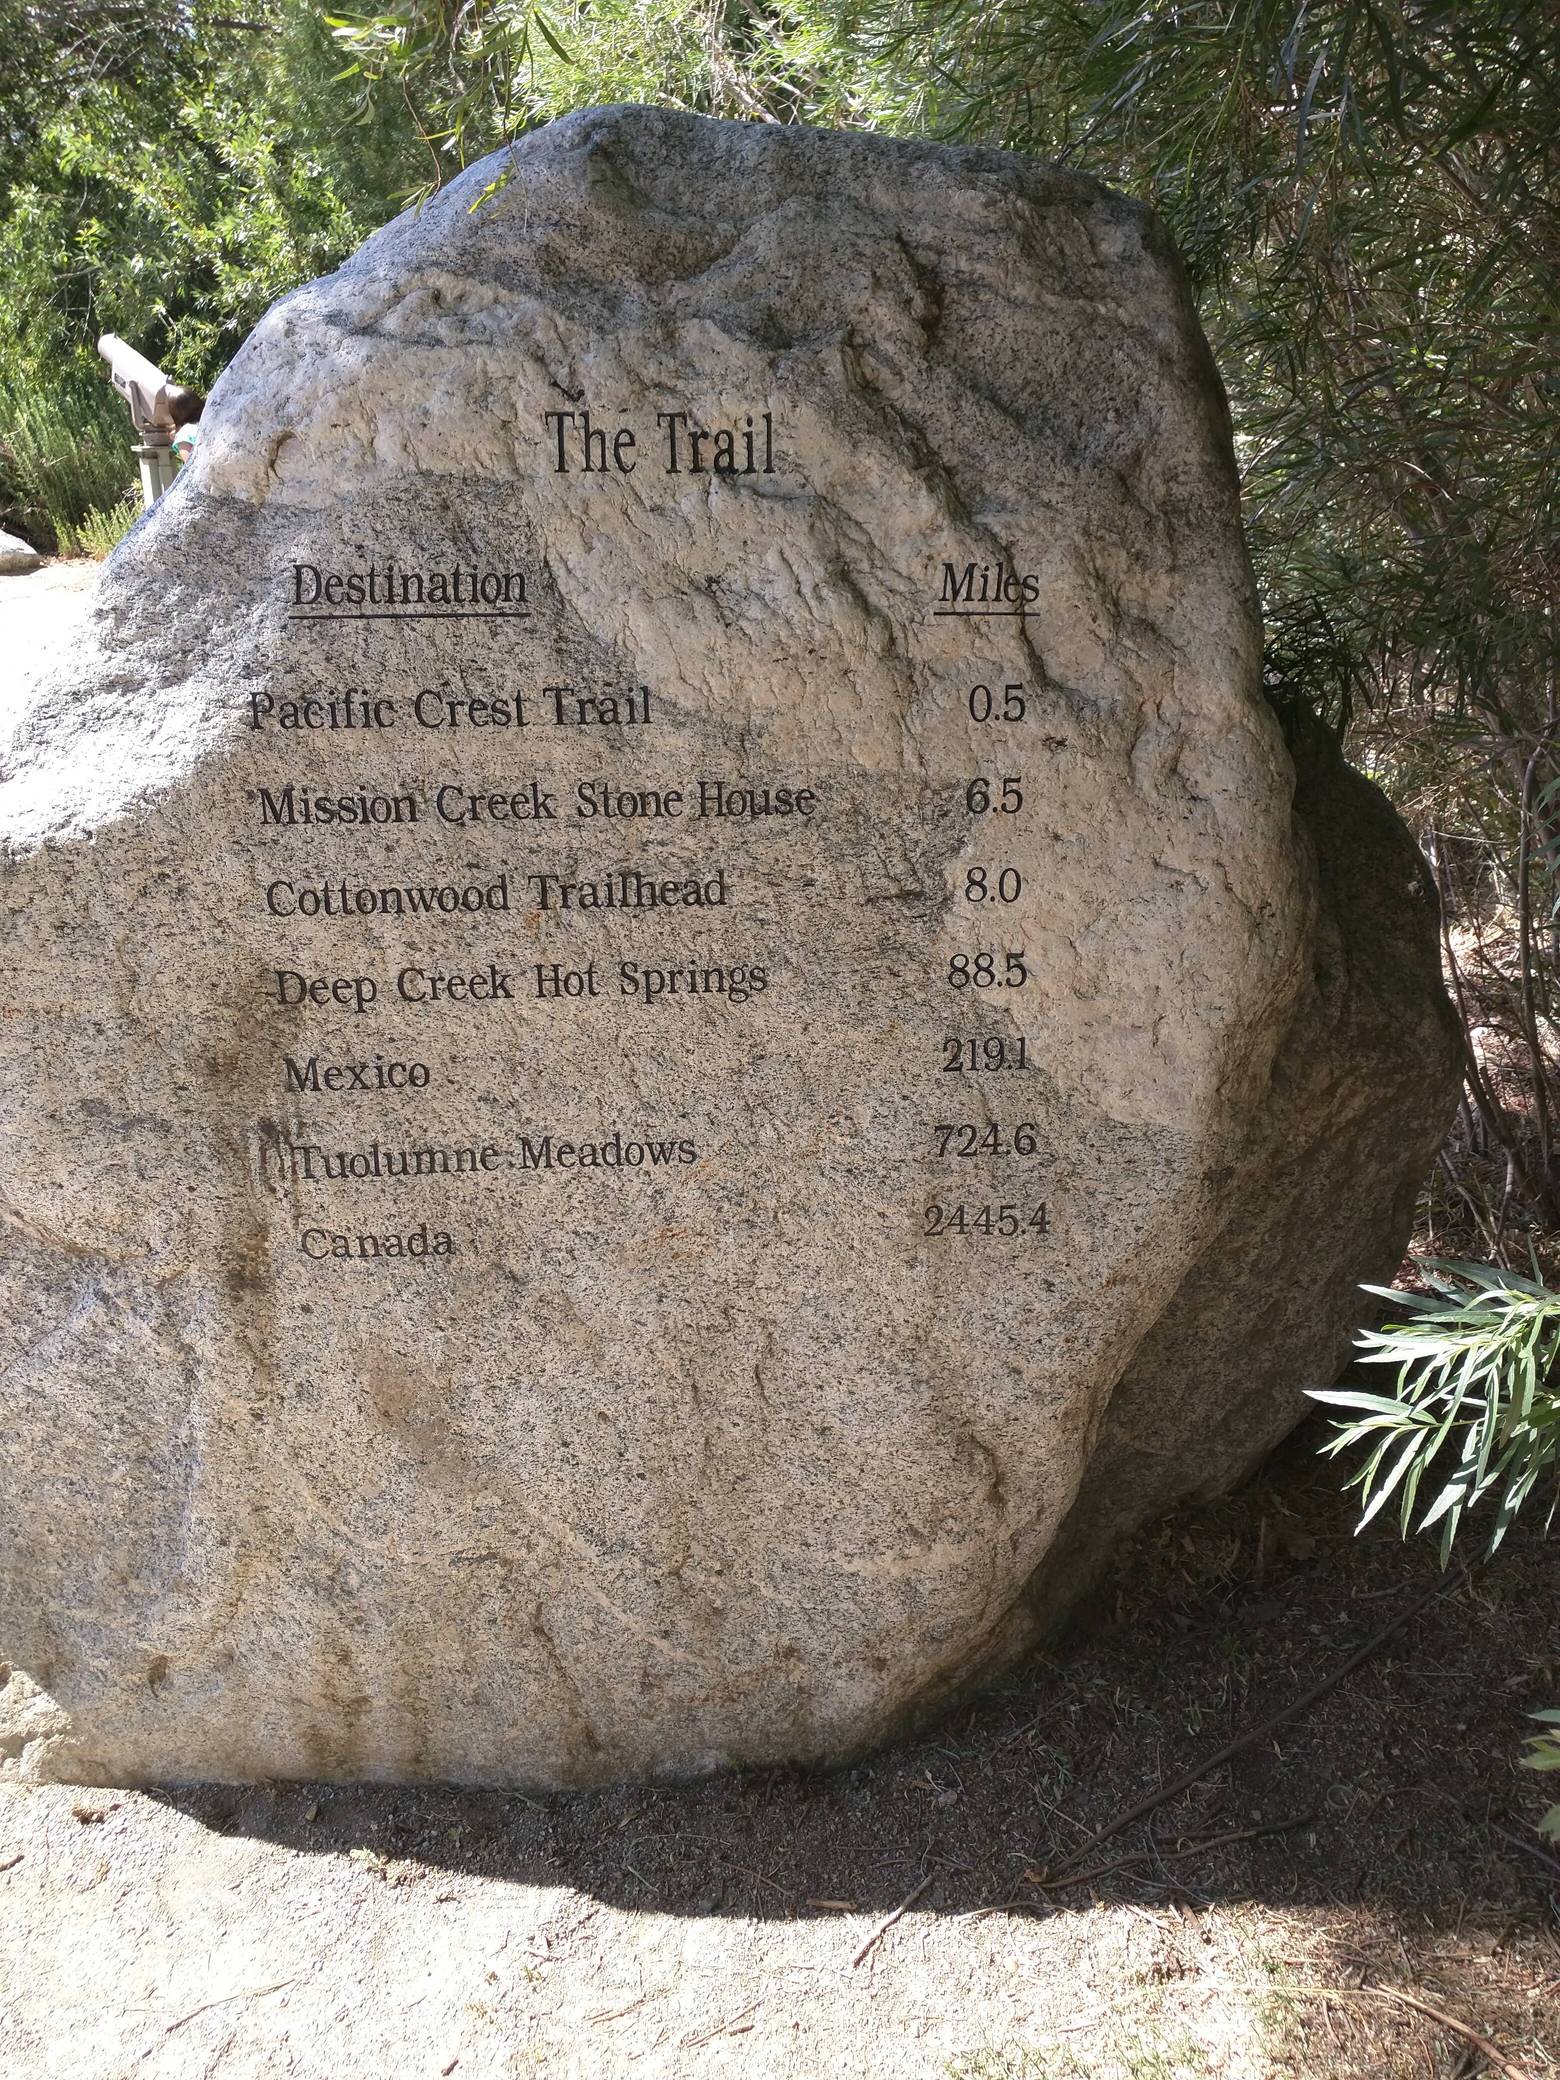 The Trail
Destination Miles
Pacific Crest Trail 0.5
Mission Creek Stone House 6.5
Cottonwood Trailhead 8.0
Deep Creek Hot Springs 88.5
Mexico 219.1
Tuolumne Meadows 724.6
Canada 2445.4